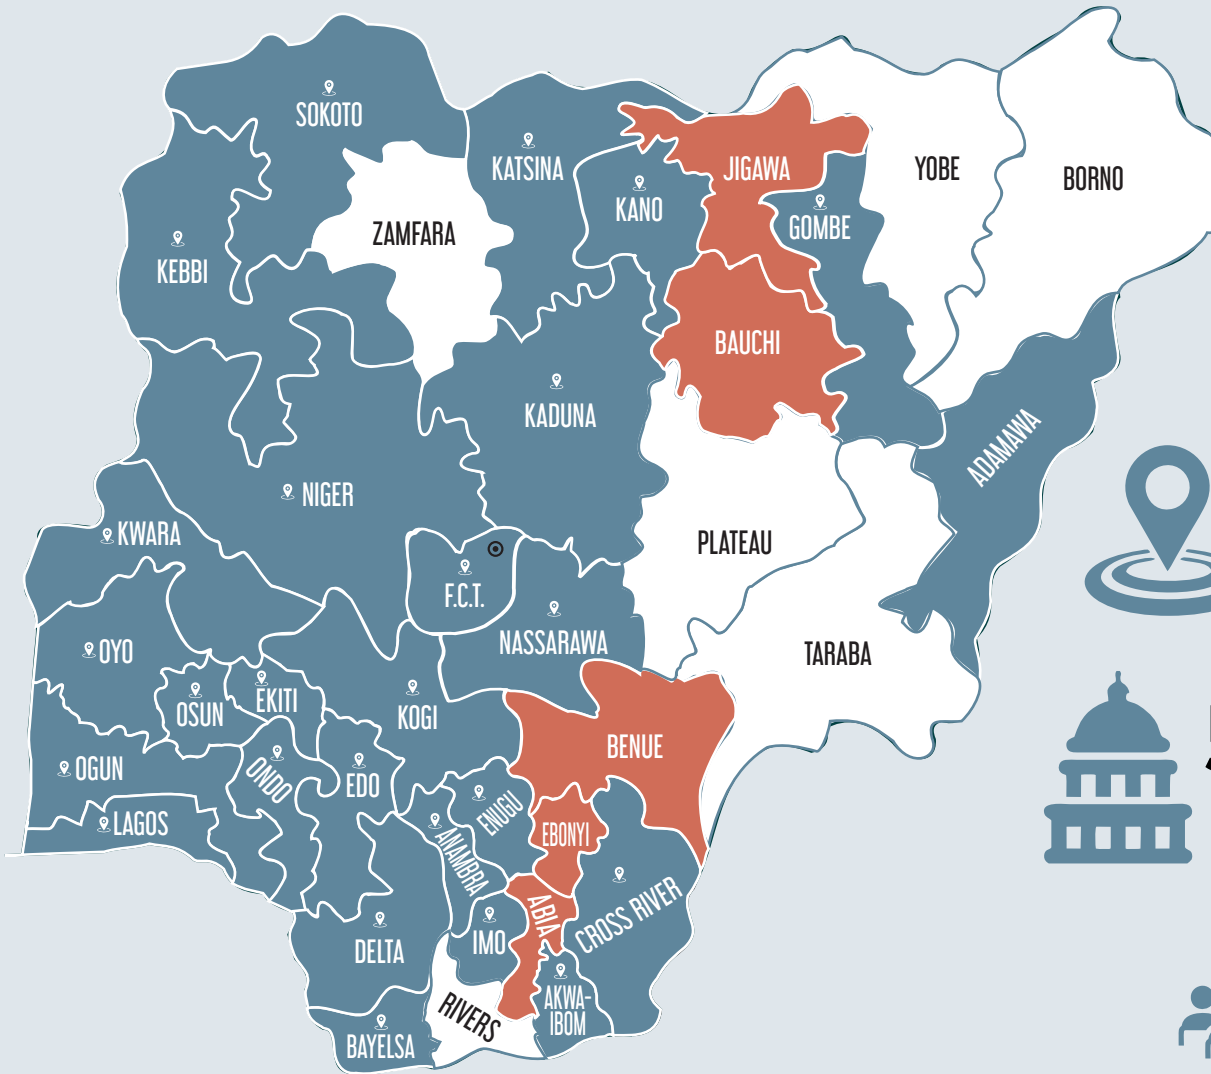 SOKOTO
KATSINA
JIGAWA
YOBE
BORNO
KANO
ZAMFARA
GOMBE
KEBBI
BAUCHI
KADUNA
ADAMAWA
NIGER
KWARA
PLATEAU
F.C.T.
NASSARAWA
OYO
TARABA
EKITI
OSUN
KOGI
BENUE
OGUN
ONDO
EDO
ENUGU
LAGOS
EBONYI
ANAMBRA
ABIA
CROSS RIVER
DELTA
IMO
AKWA-
IBOM
RIVERS
BAYELSA